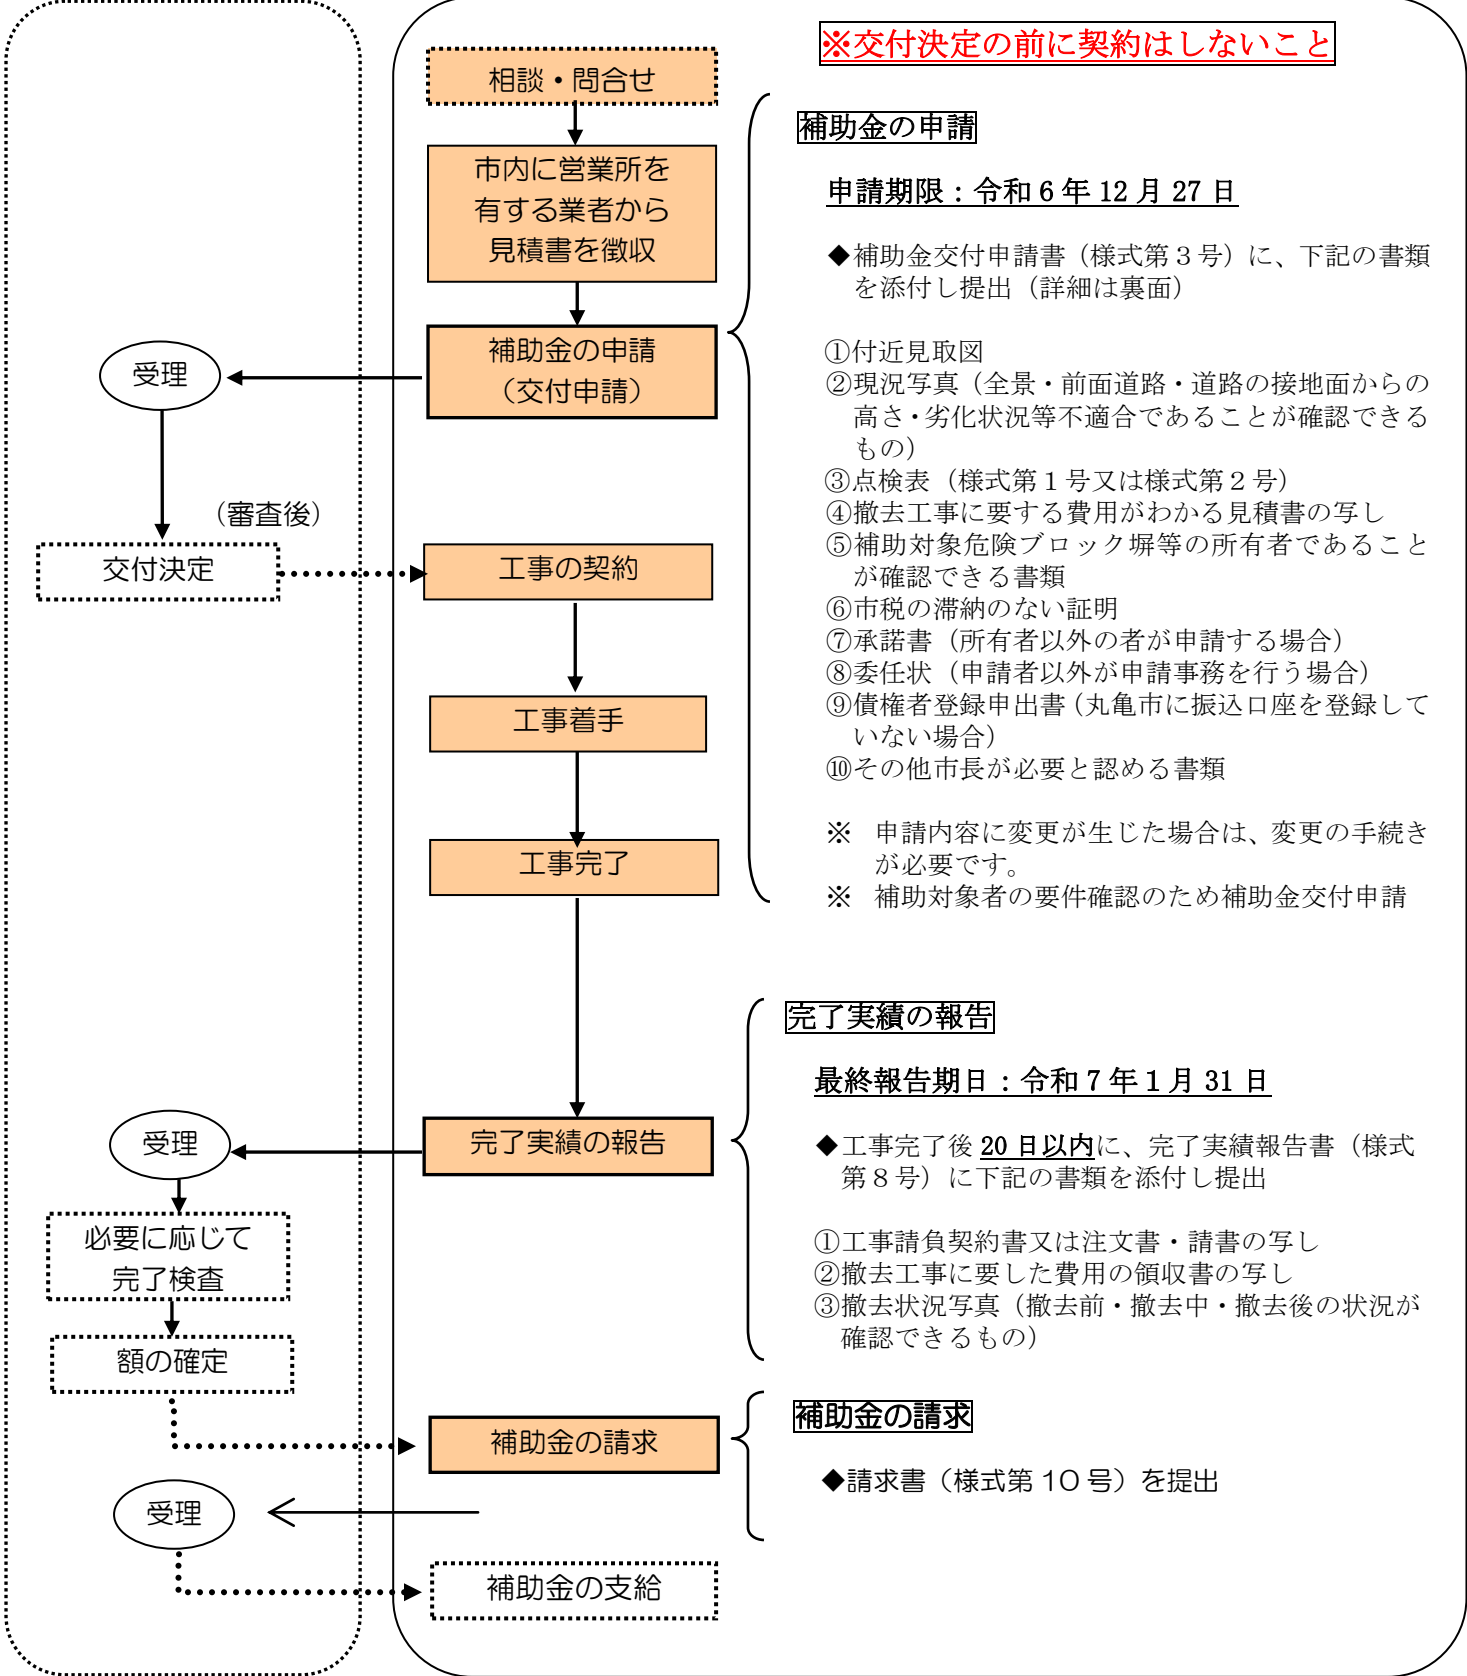 ※交付決定の前に契約はしないこと
相談・問合せ
市内に営業所を
有する業者から
見積書を徴収
補助金の申請
（交付申請）
受理
（審査後）
交付決定
工事の契約
工事着手
工事完了
補助金の申請
申請期限：令和６年 12 月 27 日
◆補助金交付申請書（様式第３号）に、下記の書類
を添付し提出（詳細は裏面）
①付近見取図
②現況写真（全景・前面道路・道路の接地面からの
高さ・劣化状況等不適合であることが確認できる
もの）
③点検表（様式第１号又は様式第２号）
④撤去工事に要する費用がわかる見積書の写し
⑤補助対象危険ブロック塀等の所有者であること
が確認できる書類
⑥市税の滞納のない証明
⑦承諾書（所有者以外の者が申請する場合）
⑧委任状（申請者以外が申請事務を行う場合）
⑨債権者登録申出書（丸亀市に振込口座を登録して
いない場合）
⑩その他市長が必要と認める書類
※　申請内容に変更が生じた場合は、変更の手続き
が必要です。
※　補助対象者の要件確認のため補助金交付申請
完了実績の報告
受理
必要に応じて
完了検査
額の確定
完了実績の報告
最終報告期日：令和７年１月 31 日
◆工事完了後 20 日以内に、完了実績報告書（様式
第８号）に下記の書類を添付し提出
①工事請負契約書又は注文書・請書の写し
②撤去工事に要した費用の領収書の写し
③撤去状況写真（撤去前・撤去中・撤去後の状況が
確認できるもの）
補助金の請求
補助金の請求
◆請求書（様式第 10 号）を提出
受理
補助金の支給